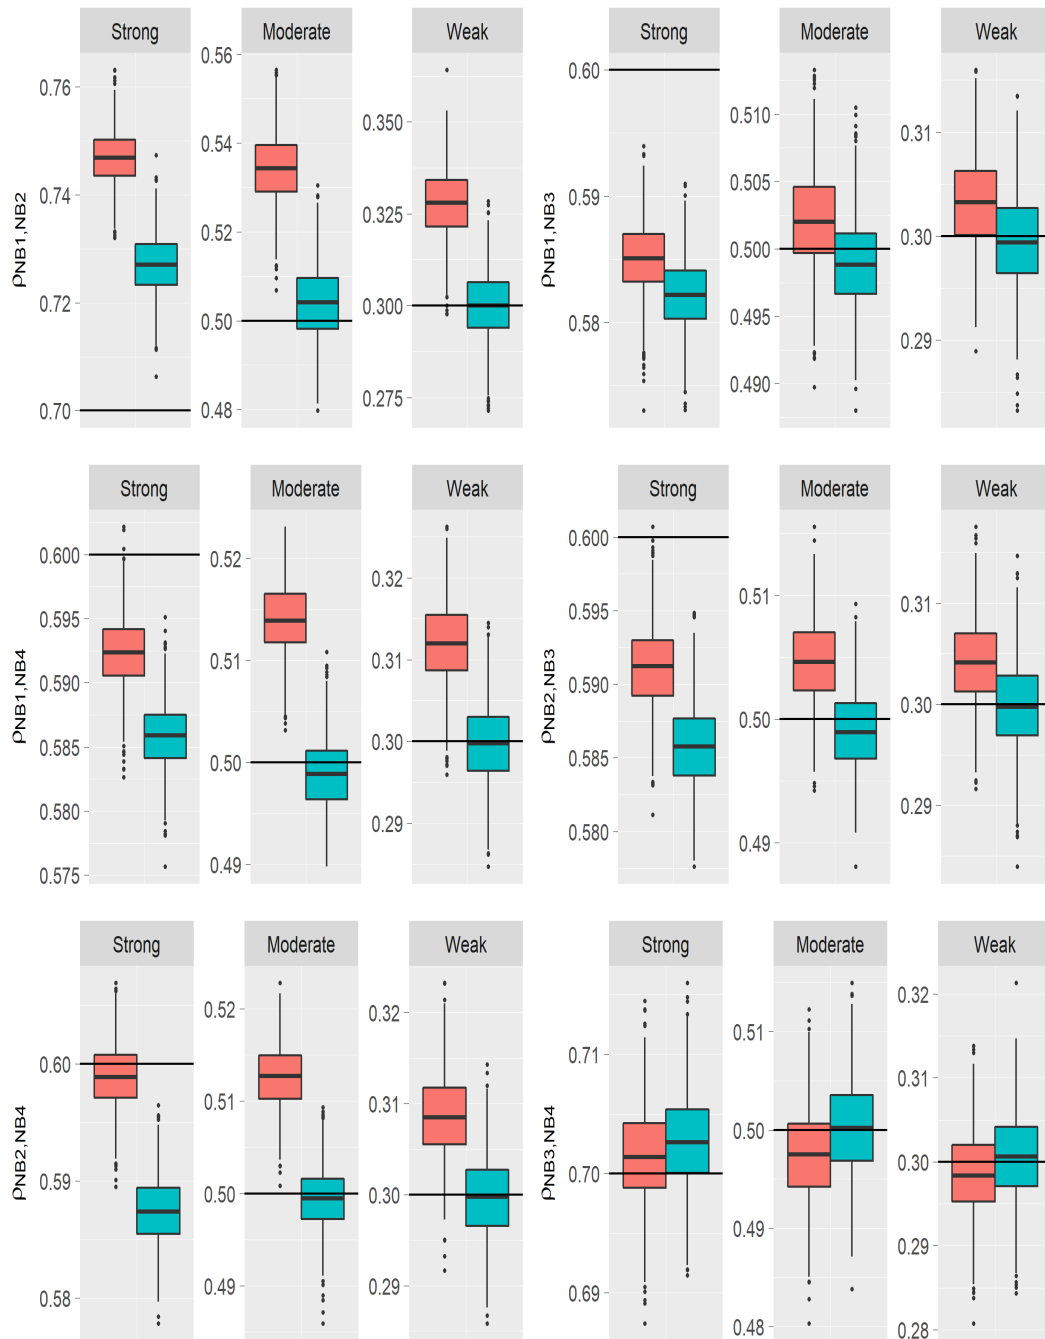 Strong Moderate Weak
0.76 0.74 0.72 0.70
0.56 0.54 0.52 0.50 0.48
0.350 0.325 0.300 0.275
ρNB1,NB2
Strong Moderate Weak
0.60 0.59 0.58
0.510 0.505 0.500 0.495 0.490
0.31 0.30 0.29
ρNB1,NB3
Strong Moderate Weak
0.600 0.595 0.590 0.585 0.580 0.575
0.52 0.51 0.50 0.49
0.32 0.31 0.30 0.29
ρNB1,NB4
Strong Moderate Weak
0.600 0.595 0.590 0.585 0.580
0.51 0.50 0.49
0.31 0.30 0.29
ρNB2,NB3
Strong Moderate Weak
0.60 0.59 0.58
0.52 0.51 0.50 0.49
0.32 0.31 0.30 0.29
ρNB2,NB4
Strong Moderate Weak
0.71 0.70 0.69
0.51 0.50 0.49 0.48
0.32 0.31 0.30 0.29 0.28
ρNB3,NB4